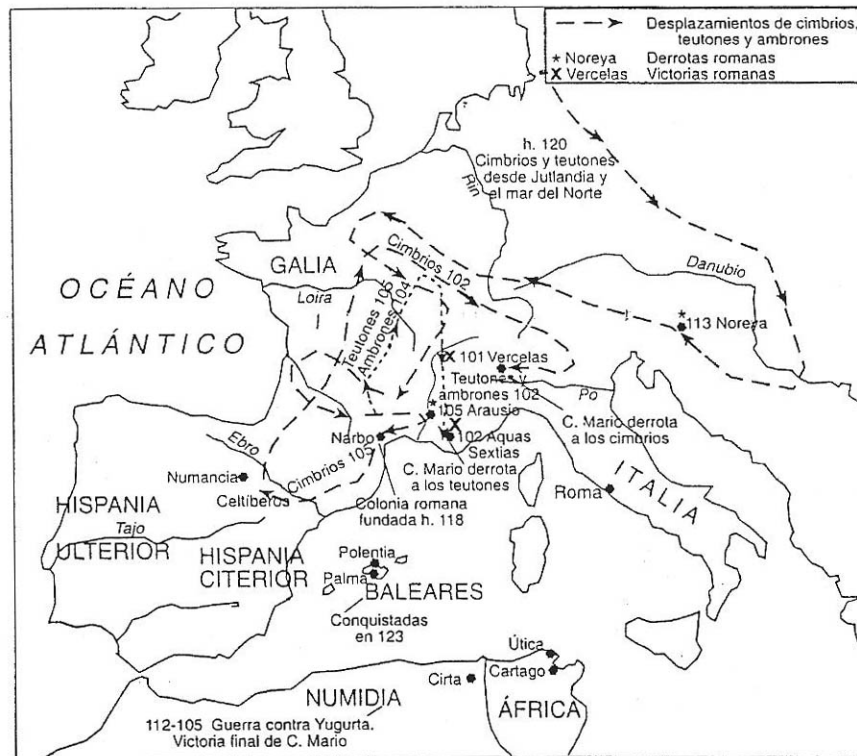 Desplazamientos de cimbrios,
teutones y ambrones
* Noreya Derrotas romanas
X Vercelas Victorias romanas
h. 120
Cimbrios y teutones
desde Jutlandia y
el mar del Norte
Rin
Cimbrios 102
GALIA
Danubio
OCÉANO
ATLÁNTICO
Loira
Teutones 105
Ambrones 104
113 Noreya
101 Vercelas
Teutones y
ambrones 102
Po
105 Arausio
C. Mario derrota
a los cimbrios
Ebro
Narbo
102 Aquas
Sextias
Cimbrios 105
C. Mario derrota
a los teutones
Numancia
Celtíberos
Colonia romana
fundada h. 118
Roma
ITALIA
HISPANIA
ULTERIOR
Tajo
HISPANIA
CITERIOR
Polentia
Palma
BALEARES
Conquistadas
en 123
Útica
Cartago
Cirta
NUMIDIA
ÁFRICA
112-105 Guerra contra Yugurta.
Victoria final de C. Mario